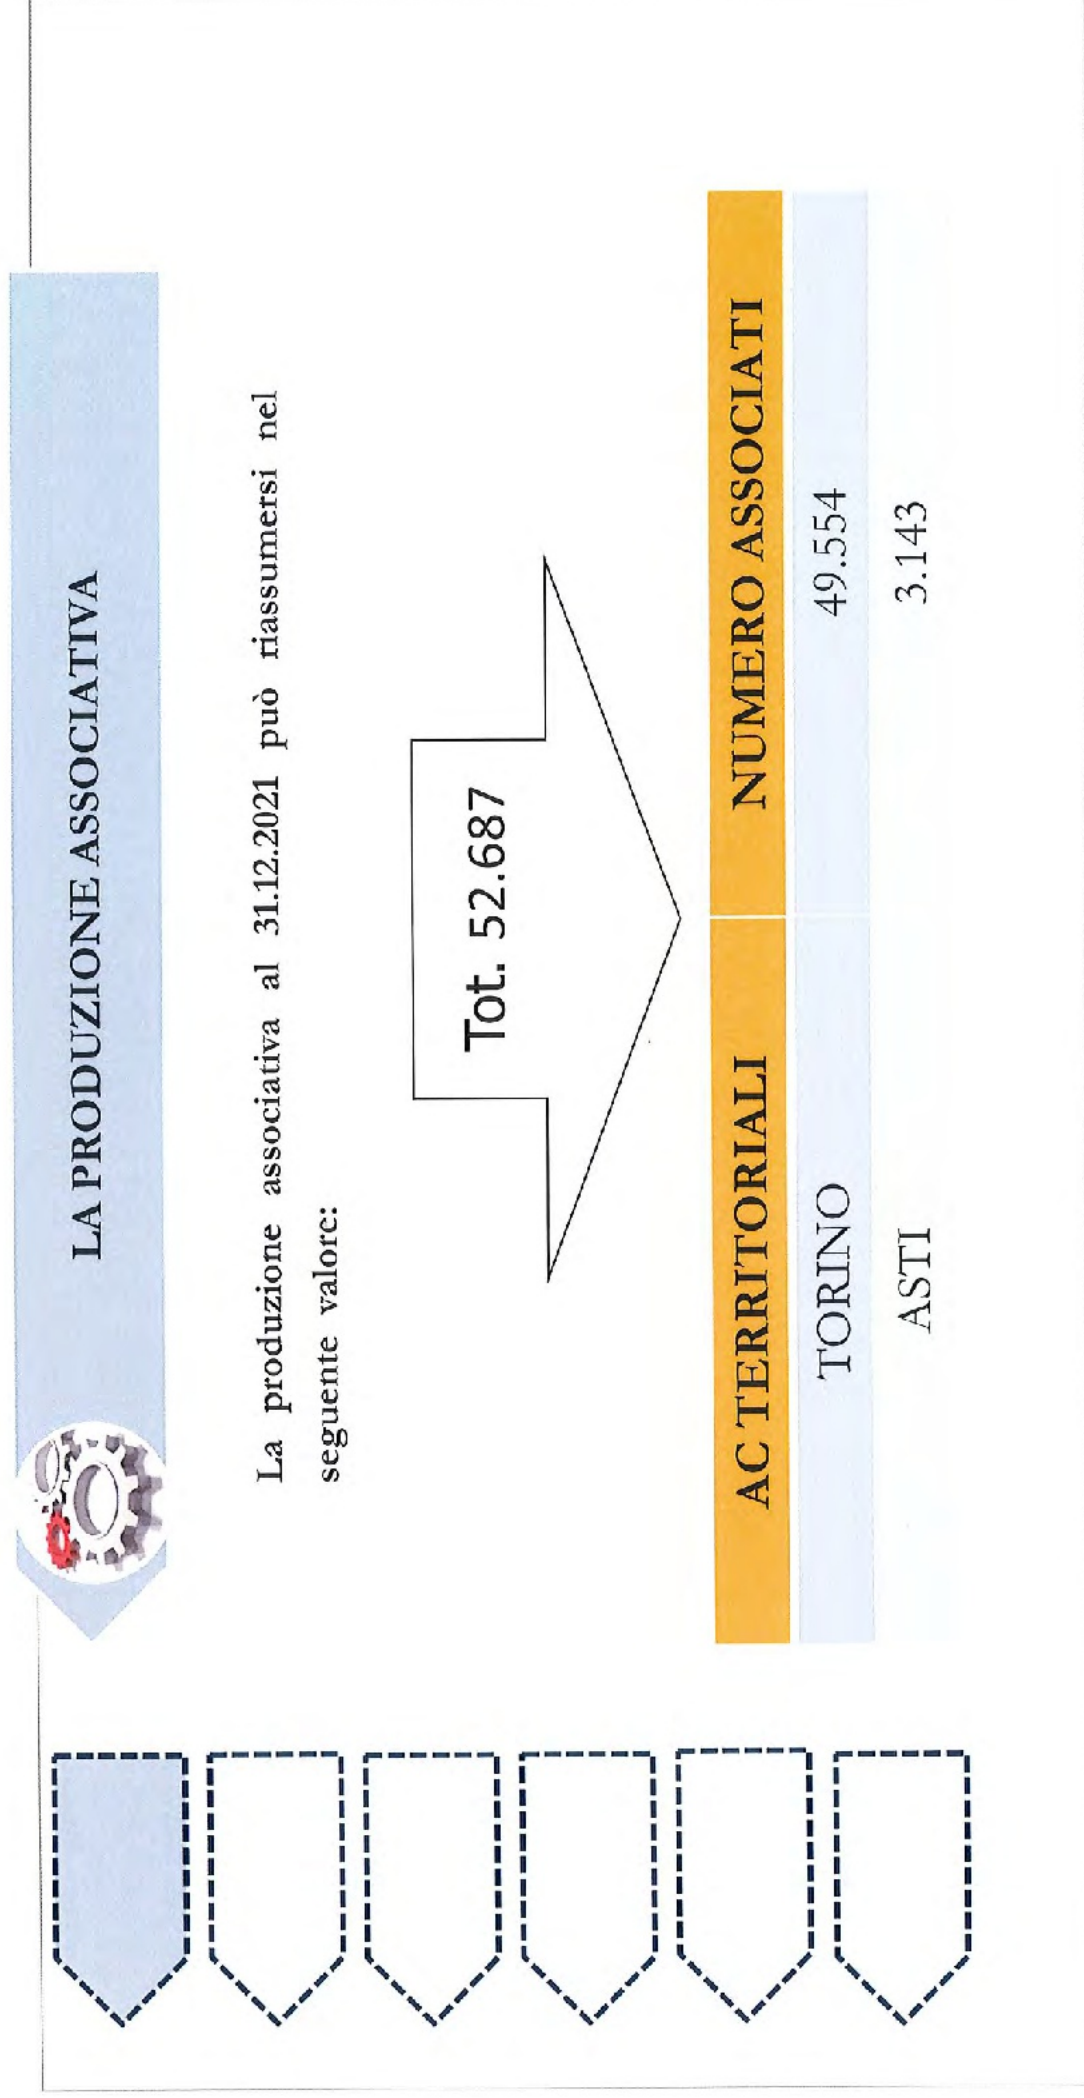 LA PRODUZIONE ASSOCIATIVA
La produzione associativa al 31.12.2021 può riassumersi nel
seguente valore:
Tot. 52.687
AC TERRITORIALI NUMERO ASSOCIATI
TORINO 49.554
ASTI 3.143